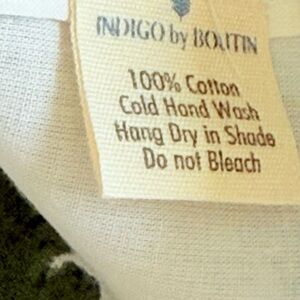 INDIGO by BOUTIN
100% Cotton
Cold Hand Wash
Hang Dry in Shade
Do not Bleach